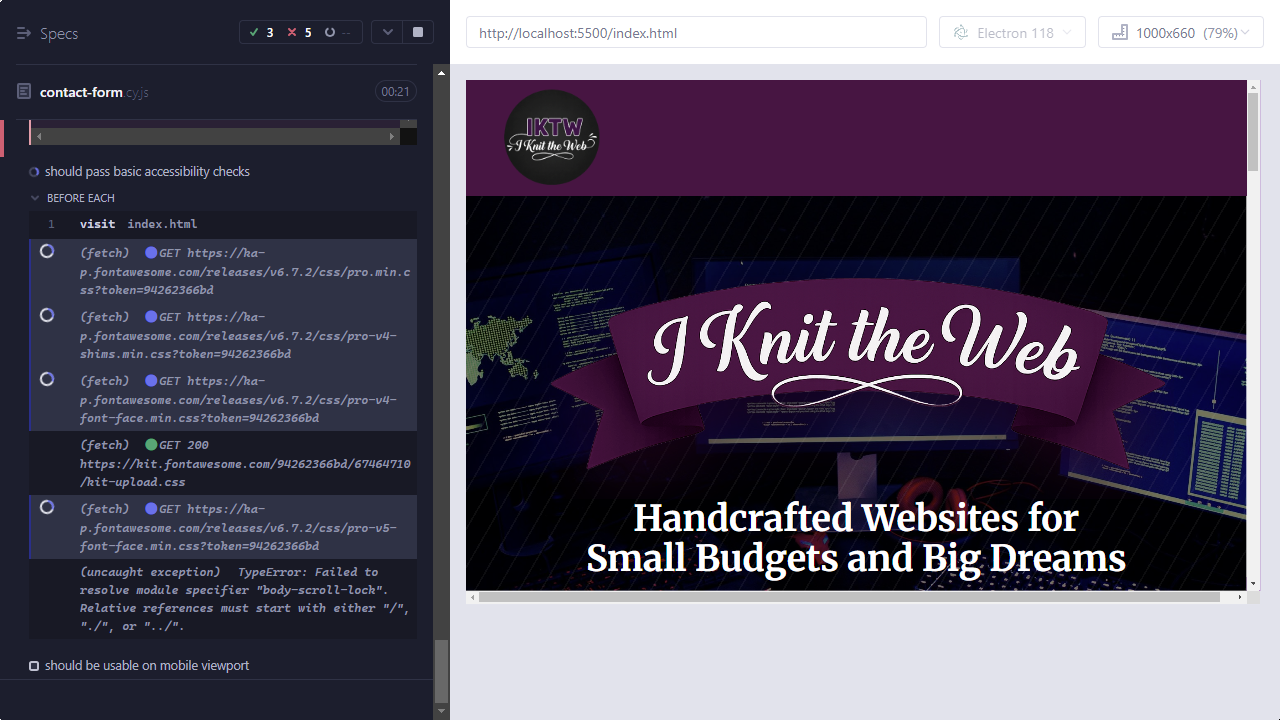 Specs
3
5
--
http://localhost:5500/index.html
Electron 118
1000x660 (79%)
contact-form.cy.js
00:21
should pass basic accessibility checks
BEFORE EACH
1 visit index.html
(fetch) GET https://ka-
p.fontawesome.com/releases/v6.7.2/css/pro.min.c
ss?token=94262366bd
(fetch) GET https://ka-
p.fontawesome.com/releases/v6.7.2/css/pro-v4-
shims.min.css?token=94262366bd
(fetch) GET https://ka-
p.fontawesome.com/releases/v6.7.2/css/pro-v4-
font-face.min.css?token=94262366bd
(fetch) GET 200
https://kit.fontawesome.com/94262366bd/67464710
/kit-upload.css
(fetch) GET https://ka-
p.fontawesome.com/releases/v6.7.2/css/pro-v5-
font-face.min.css?token=94262366bd
(uncaught exception) TypeError: Failed to
resolve module specifier "body-scroll-lock".
Relative references must start with either "/",
"./", or "../".
should be usable on mobile viewport
IKTW
I Knit the Web
I Knit the Web
Handcrafted Websites for
Small Budgets and Big Dreams